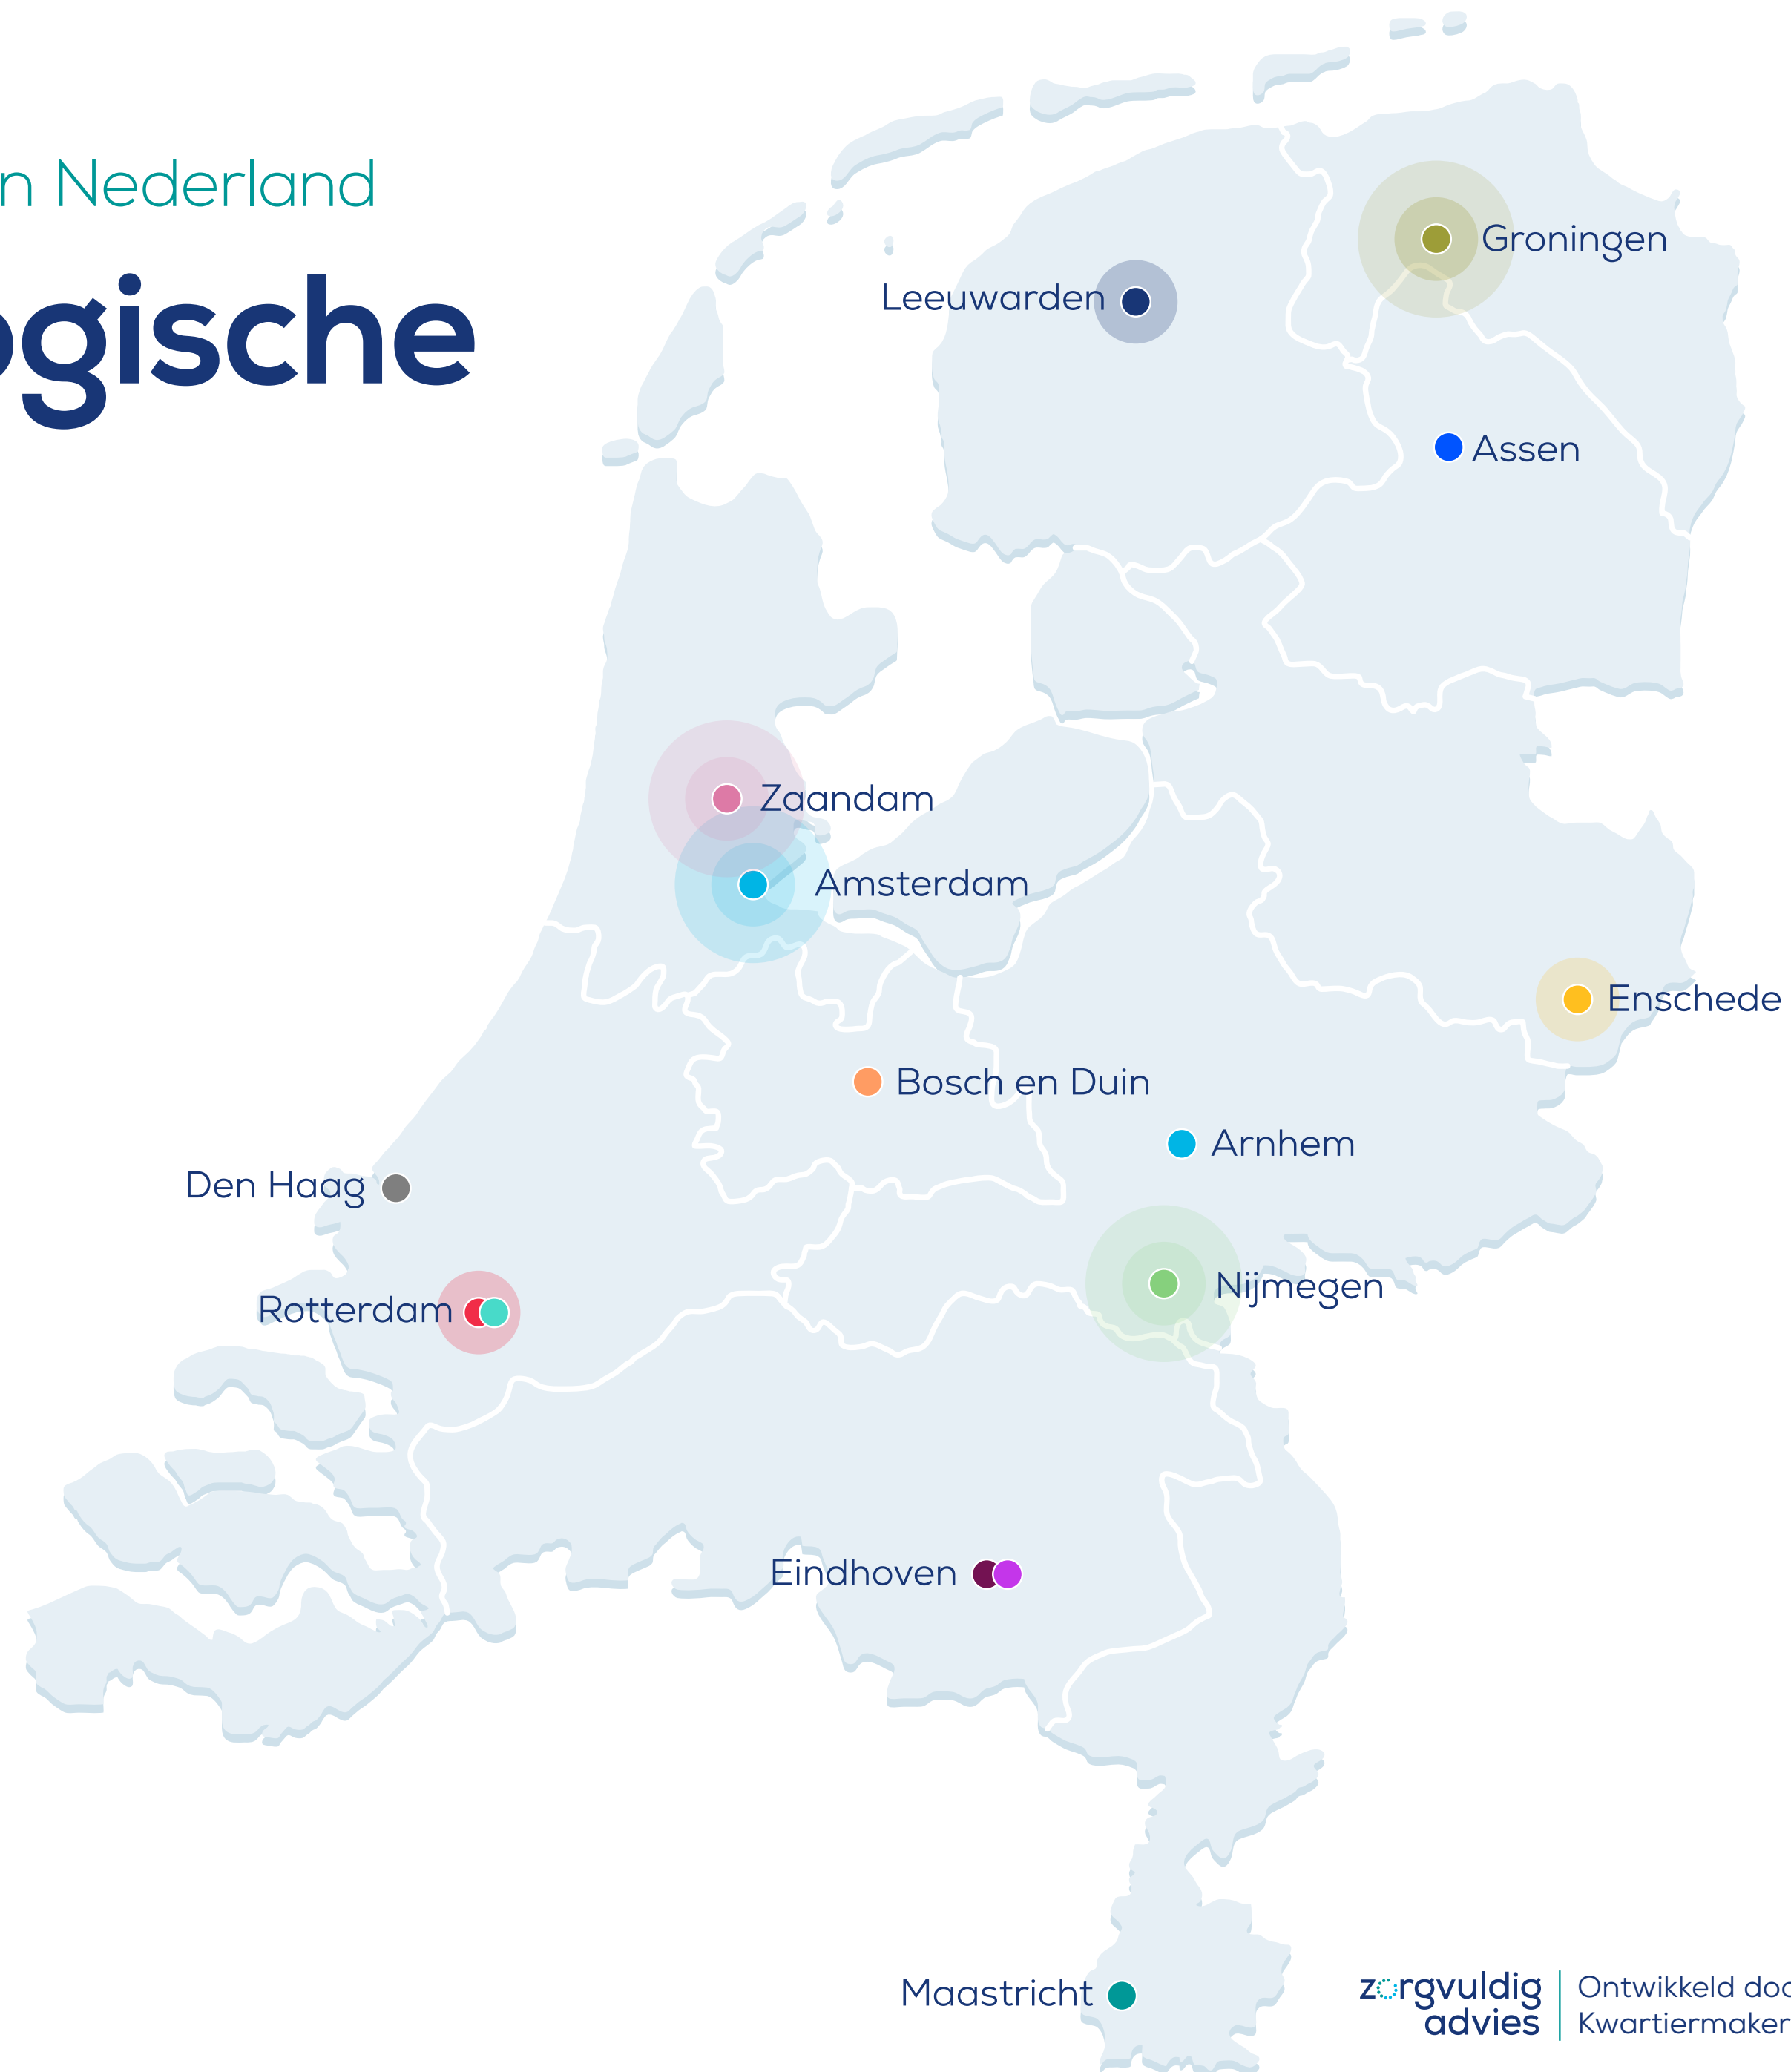 n Nederland
gische
Groningen
Leeuwarden
Assen
Zaandam
Amsterdam
Enschede
Bosch en Duin
Arnhem
Den Haag
Nijmegen
Rotterdam
Eindhoven
Maastricht
zorgvuldig
advies
Ontwikkeld doo
Kwartiermaker